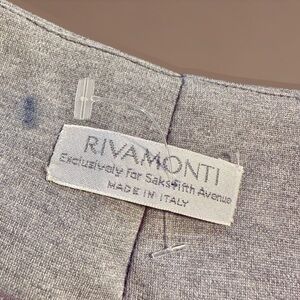 RIVAMONTI
Exclusively for Saks Fifth Avenue
MADE IN ITALY